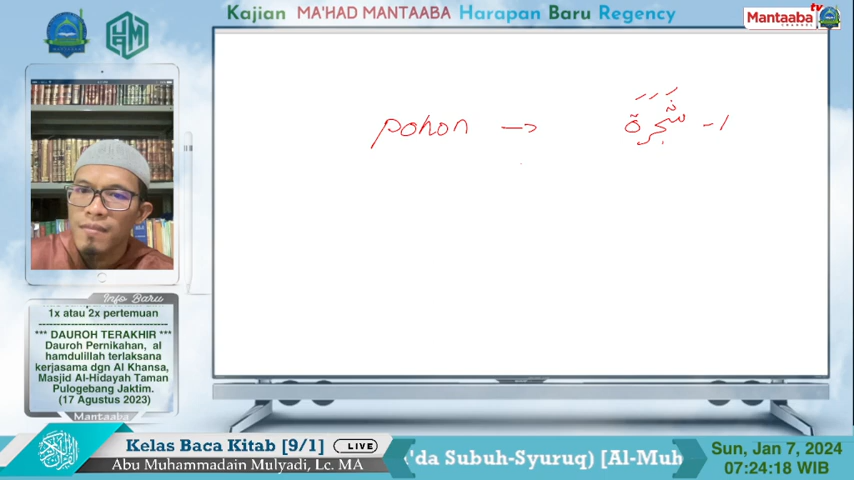 Kajian MA'HAD MANTAABA Harapan Baru Regency
Mantaaba tv
CHANNEL
pohon → شَجَرَة -١
Info Baru
1x atau 2x pertemuan
*** DAUROH TERAKHIR ***
Dauroh Pernikahan, al
hamdulillah terlaksana
kerjasama dgn Al Khansa,
Masjid Al-Hidayah Taman
Pulogebang Jaktim.
(17 Agustus 2023)
Mantaaba
Kelas Baca Kitab [9/1] LIVE
Abu Muhammadain Mulyadi, Lc. MA
'da Subuh-Syuruq) [Al-Muh
Sun, Jan 7, 2024
07:24:18 WIB